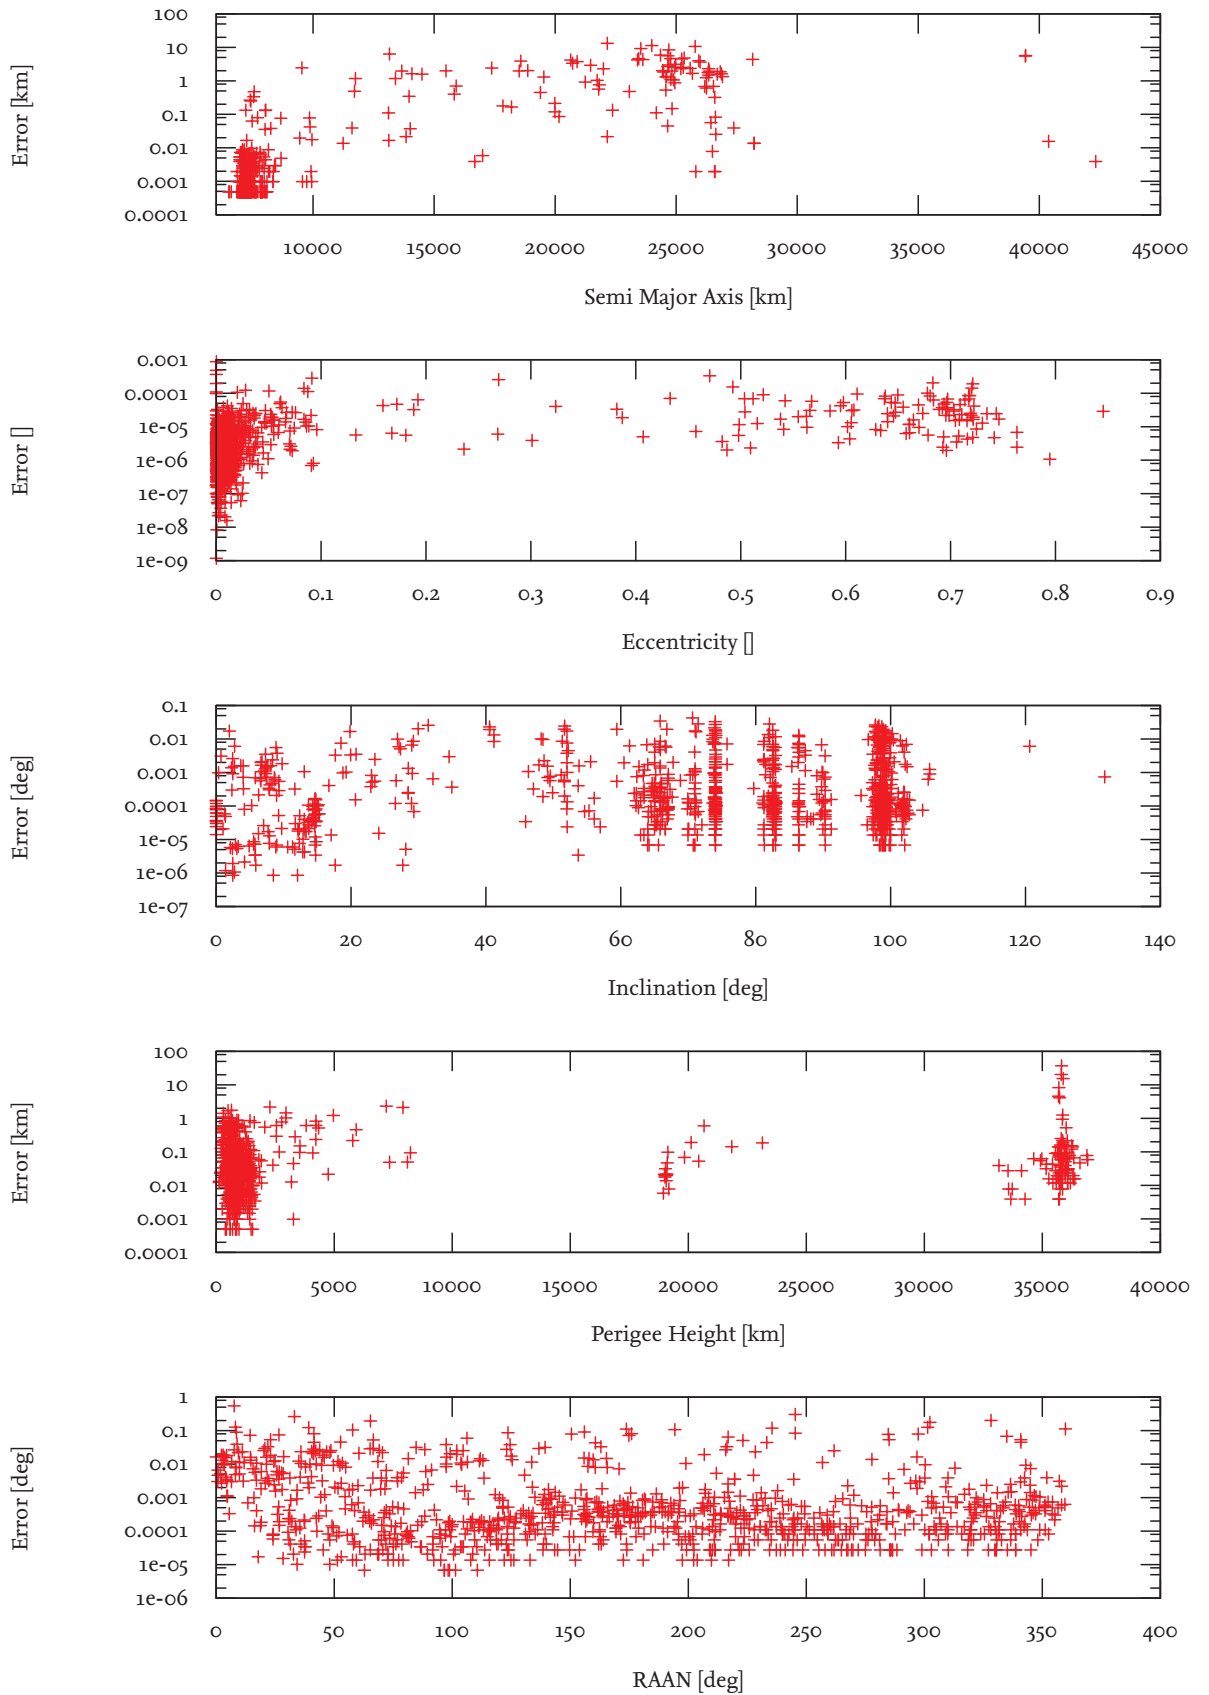 100
10
1
0.1
0.01
0.001
0.0001
Error [km]
10000 15000 20000 25000 30000 35000 40000 45000
Semi Major Axis [km]
0.001
0.0001
1e-05
1e-06
1e-07
1e-08
1e-09
Error []
0 0.1 0.2 0.3 0.4 0.5 0.6 0.7 0.8 0.9
Eccentricity []
0.1
0.01
0.001
0.0001
1e-05
1e-06
1e-07
Error [deg]
0 20 40 60 80 100 120 140
Inclination [deg]
100
10
1
0.1
0.01
0.001
0.0001
Error [km]
0 5000 10000 15000 20000 25000 30000 35000 40000
Perigee Height [km]
1
0.1
0.01
0.001
0.0001
1e-05
1e-06
Error [deg]
0 50 100 150 200 250 300 350 400
RAAN [deg]